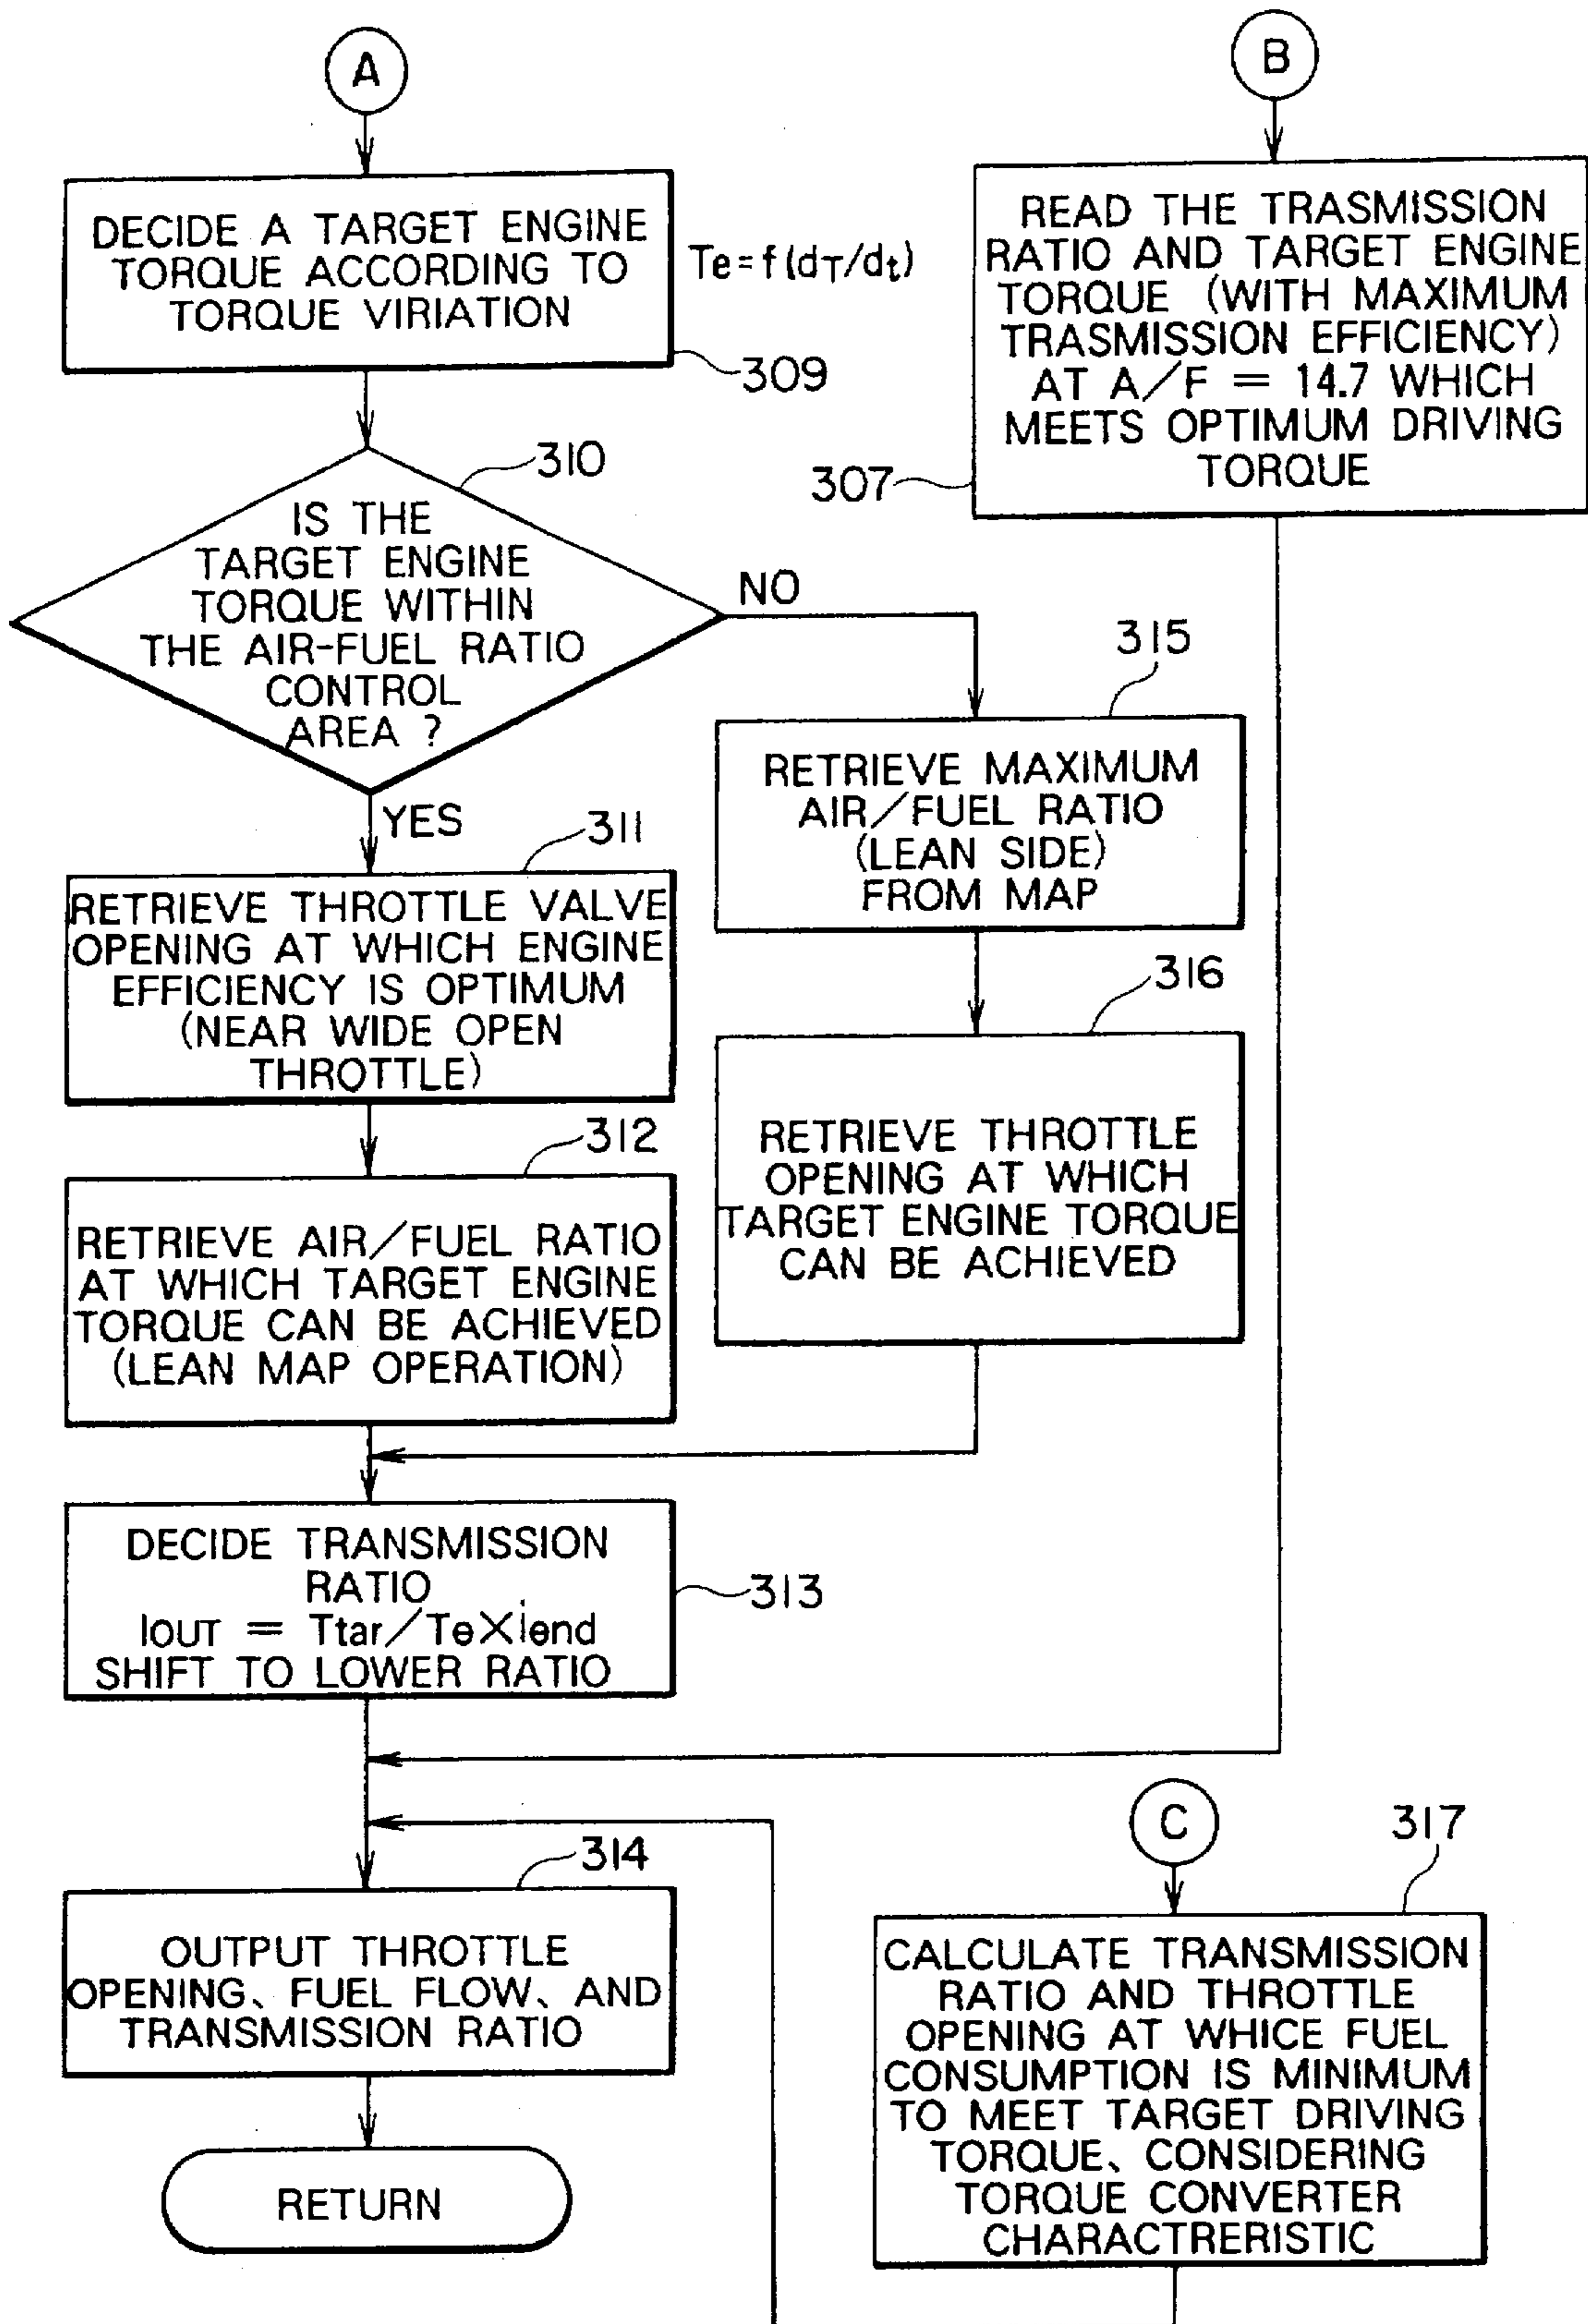 A
DECIDE A TARGET ENGINE
TORQUE ACCORDING TO
TORQUE VIRIATION
Te=f(dT/dt)
309
310
IS THE
TARGET ENGINE
TORQUE WITHIN
THE AIR-FUEL RATIO
CONTROL
AREA ?
NO
YES
311
RETRIEVE THROTTLE VALVE
OPENING AT WHICH ENGINE
EFFICIENCY IS OPTIMUM
(NEAR WIDE OPEN
THROTTLE)
312
RETRIEVE AIR/FUEL RATIO
AT WHICH TARGET ENGINE
TORQUE CAN BE ACHIEVED
(LEAN MAP OPERATION)
315
RETRIEVE MAXIMUM
AIR/FUEL RATIO
(LEAN SIDE)
FROM MAP
316
RETRIEVE THROTTLE
OPENING AT WHICH
TARGET ENGINE TORQUE
CAN BE ACHIEVED
DECIDE TRANSMISSION
RATIO
IOUT = Ttar/Te×iend
SHIFT TO LOWER RATIO
313
B
READ THE TRASMISSION
RATIO AND TARGET ENGINE
TORQUE (WITH MAXIMUM
TRASMISSION EFFICIENCY)
AT A/F = 14.7 WHICH
MEETS OPTIMUM DRIVING
TORQUE
307
314
OUTPUT THROTTLE
OPENING、FUEL FLOW、AND
TRANSMISSION RATIO
RETURN
C
317
CALCULATE TRANSMISSION
RATIO AND THROTTLE
OPENING AT WHICE FUEL
CONSUMPTION IS MINIMUM
TO MEET TARGET DRIVING
TORQUE、CONSIDERING
TORQUE CONVERTER
CHARACTRERISTIC